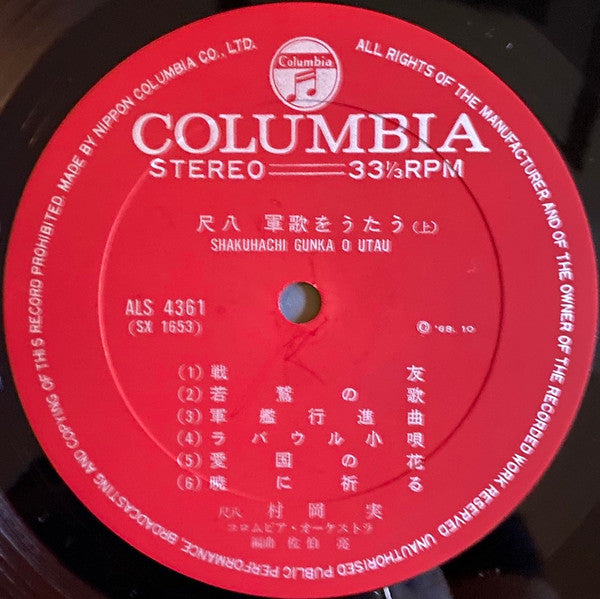 MADE BY NIPPON COLUMBIA CO., LTD.
ALL RIGHTS OF THE MANUFACTURER AND OF THE OWNER OF THE RECORDED WORK RESERVED
UNAUTHORISED PUBLIC PERFORMANCE BROADCASTING AND COPYING OF THIS RECORD PROHIBITED
Columbia
COLUMBIA
STEREO 33⅓RPM
尺八 軍歌をうたう(上)
SHAKUHACHI GUNKA O UTAU
ALS 4361
(SX 1653)
Ⓒ '68. 10
(1)戦友
(2)若鷲の歌
(3)軍艦行進曲
(4)ラバウル小唄
(5)愛国の花
(6)暁に祈る
尺八 村岡実
コロムビア・オーケストラ
編曲 佐伯亮